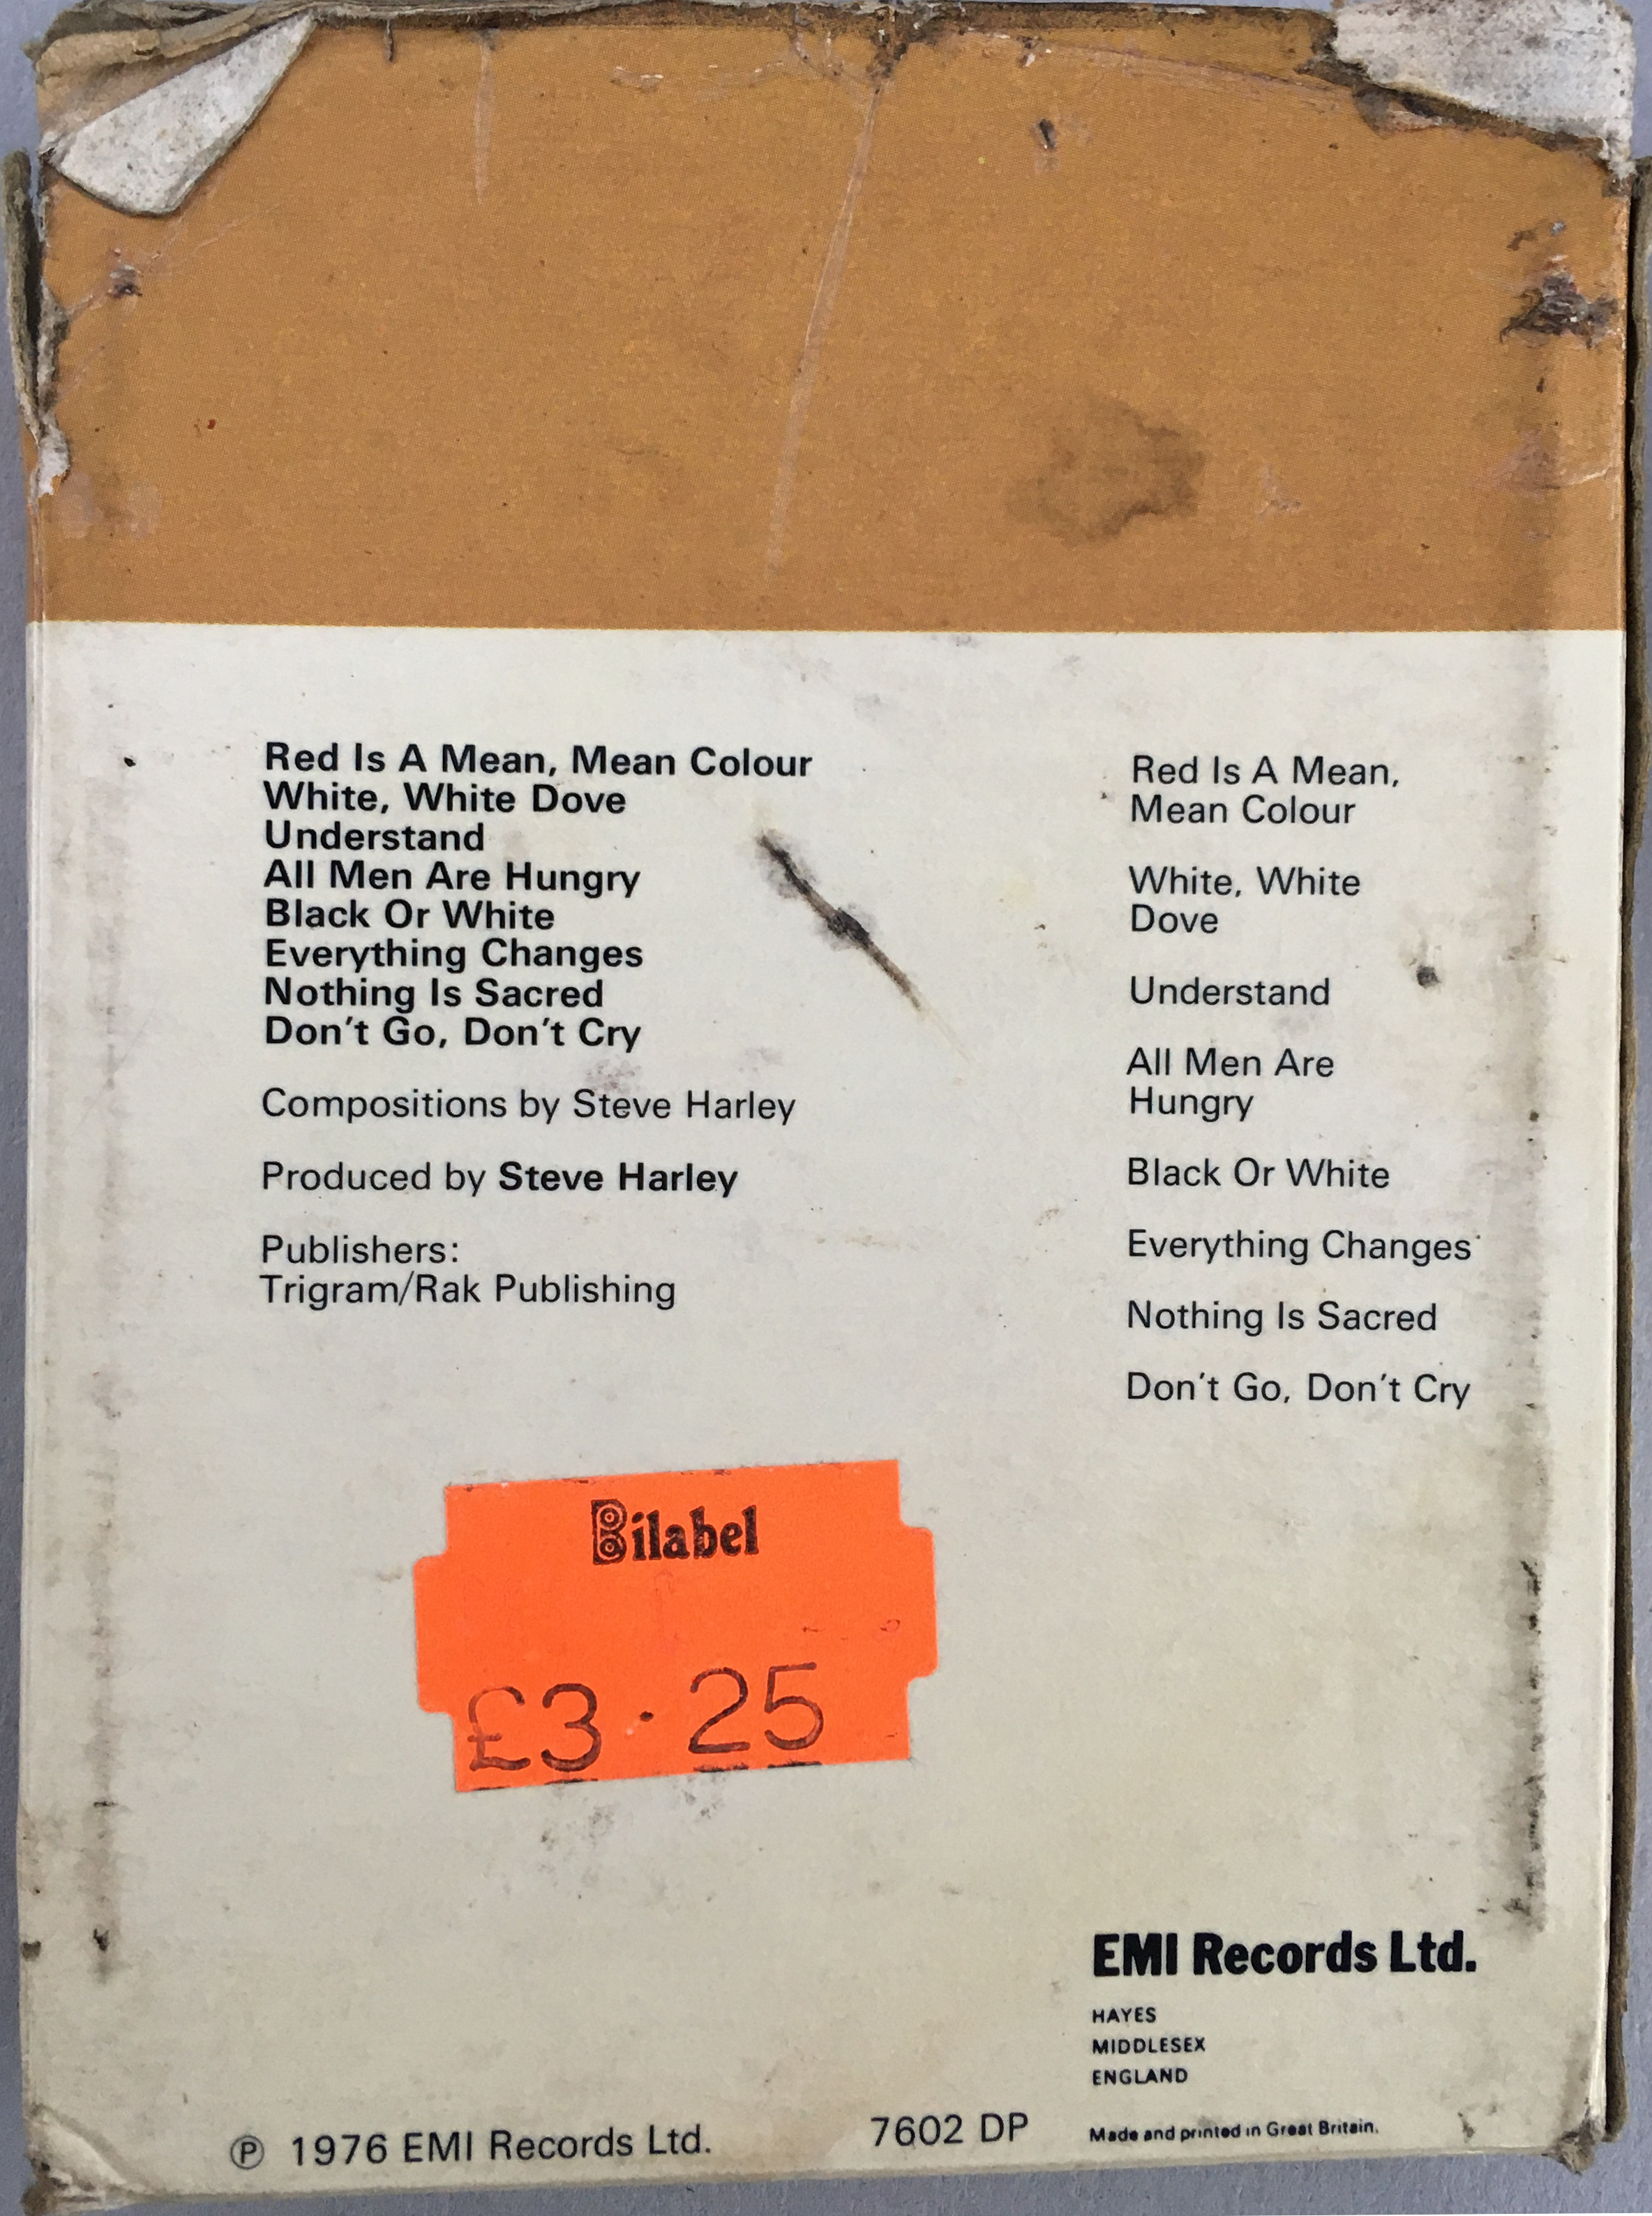 Red Is A Mean, Mean Colour
White, White Dove
Understand
All Men Are Hungry
Black Or White
Everything Changes
Nothing Is Sacred
Don't Go, Don't Cry
Compositions by Steve Harley
Produced by Steve Harley
Publishers:
Trigram/Rak Publishing
Red Is A Mean,
Mean Colour
White, White
Dove
Understand
All Men Are
Hungry
Black Or White
Everything Changes
Nothing Is Sacred
Don't Go, Don't Cry
Bilabel
£3·25
EMI Records Ltd.
HAYES
MIDDLESEX
ENGLAND
Ⓟ 1976 EMI Records Ltd.
7602 DP
Made and printed in Great Britain.